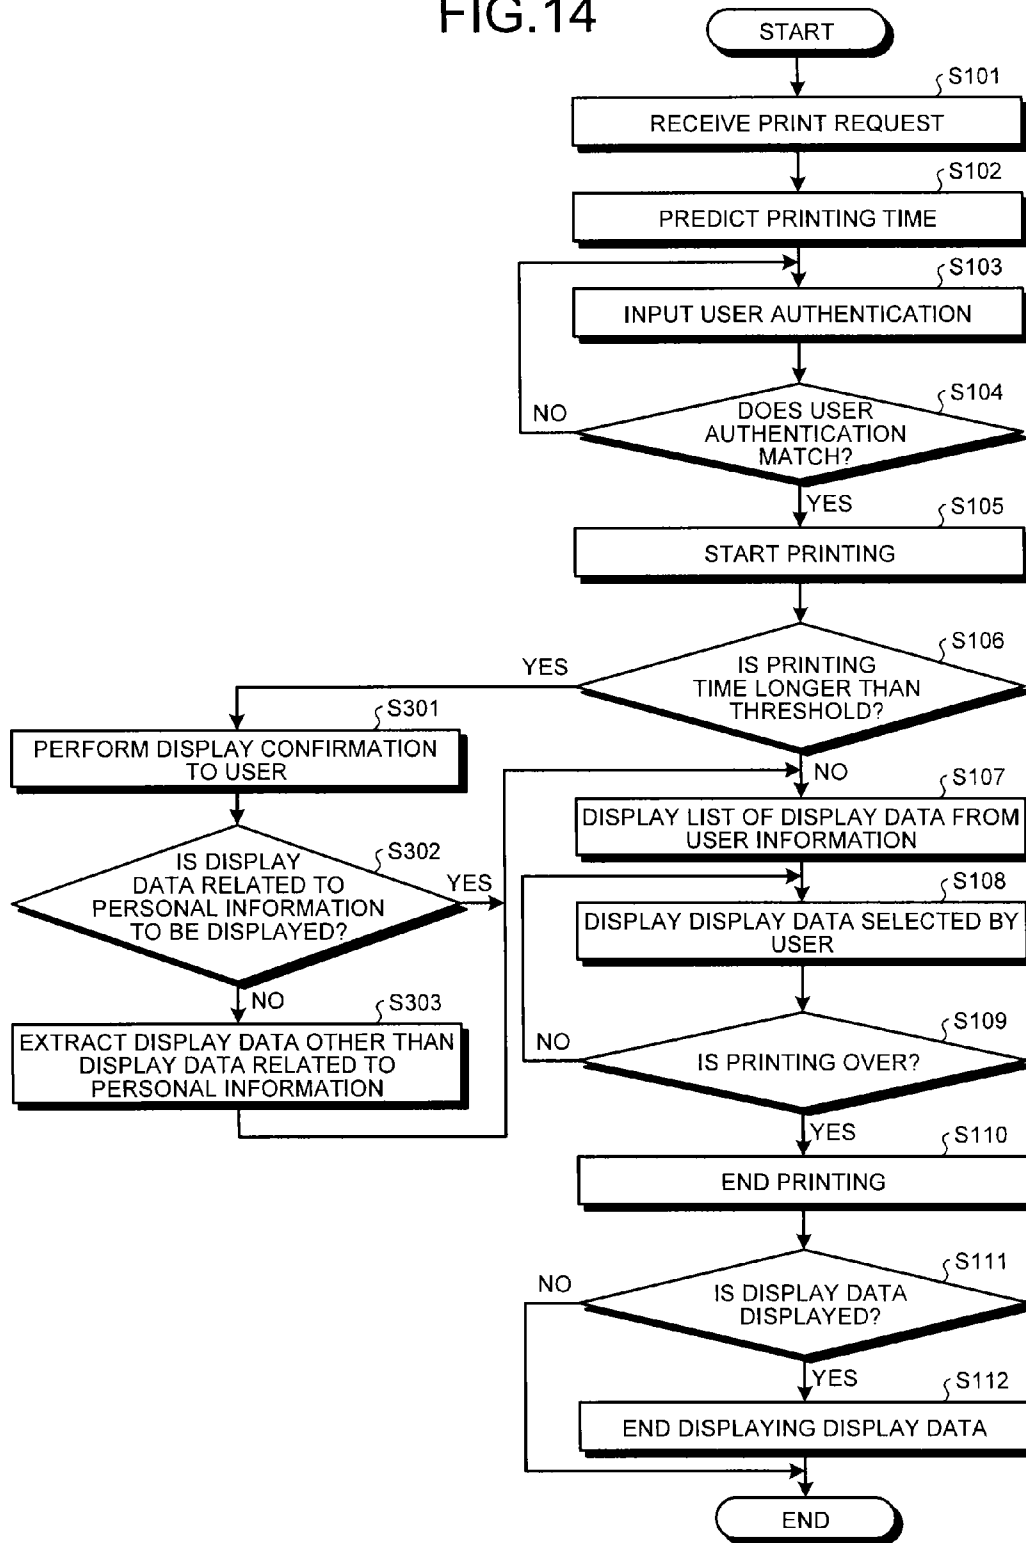 FIG.14
START
S101
RECEIVE PRINT REQUEST
S102
PREDICT PRINTING TIME
S103
INPUT USER AUTHENTICATION
S104
DOES USER
AUTHENTICATION
MATCH?
NO
YES
S105
START PRINTING
S106
IS PRINTING
TIME LONGER THAN
THRESHOLD?
YES
NO
S301
PERFORM DISPLAY CONFIRMATION
TO USER
S302
IS DISPLAY
DATA RELATED TO
PERSONAL INFORMATION
TO BE DISPLAYED?
YES
NO
S303
EXTRACT DISPLAY DATA OTHER THAN
DISPLAY DATA RELATED TO
PERSONAL INFORMATION
S107
DISPLAY LIST OF DISPLAY DATA FROM
USER INFORMATION
S108
DISPLAY DISPLAY DATA SELECTED BY
USER
S109
IS PRINTING OVER?
NO
YES
S110
END PRINTING
S111
IS DISPLAY DATA
DISPLAYED?
NO
YES
S112
END DISPLAYING DISPLAY DATA
END